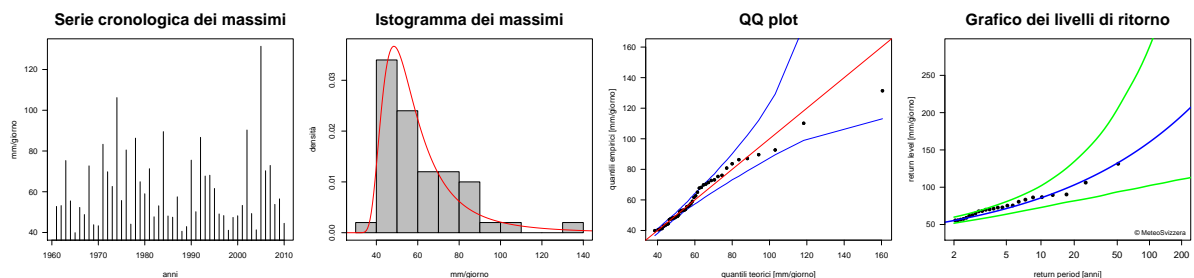 Serie cronologica dei massimi
mm/giorno
120
100
80
60
40
1960 1970 1980 1990 2000 2010
anni
Istogramma dei massimi
densità
0.03
0.02
0.01
0.00
40 60 80 100 120 140
mm/giorno
QQ plot
quantili empirici [mm/giorno]
160
140
120
100
80
60
40
40 60 80 100 120 140 160
quantili teorici [mm/giorno]
Grafico dei livelli di ritorno
return level [mm/giorno]
250
200
150
100
50
© MeteoSvizzera
2 5 10 20 50 100 200
return period [anni]